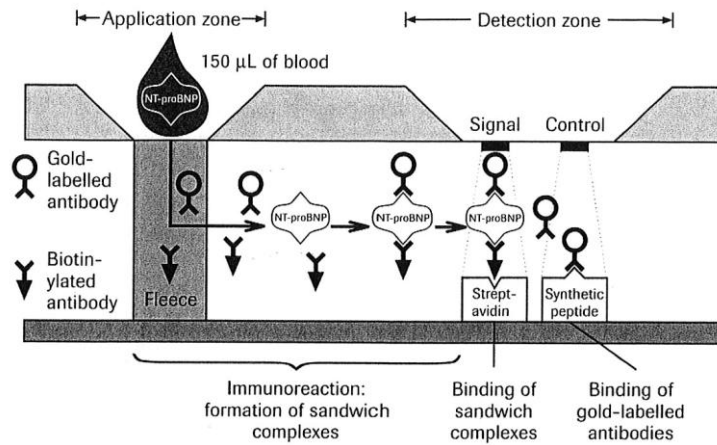 Application zone
Detection zone
150 µL of blood
NT-proBNP
Signal
Control
Gold-
labelled
antibody
NT-proBNP
NT-proBNP
NT-proBNP
Biotin-
ylated
antibody
Fleece
Strept-
avidin
Synthetic
peptide
Immunoreaction:
formation of sandwich
complexes
Binding of
sandwich
complexes
Binding of
gold-labelled
antibodies